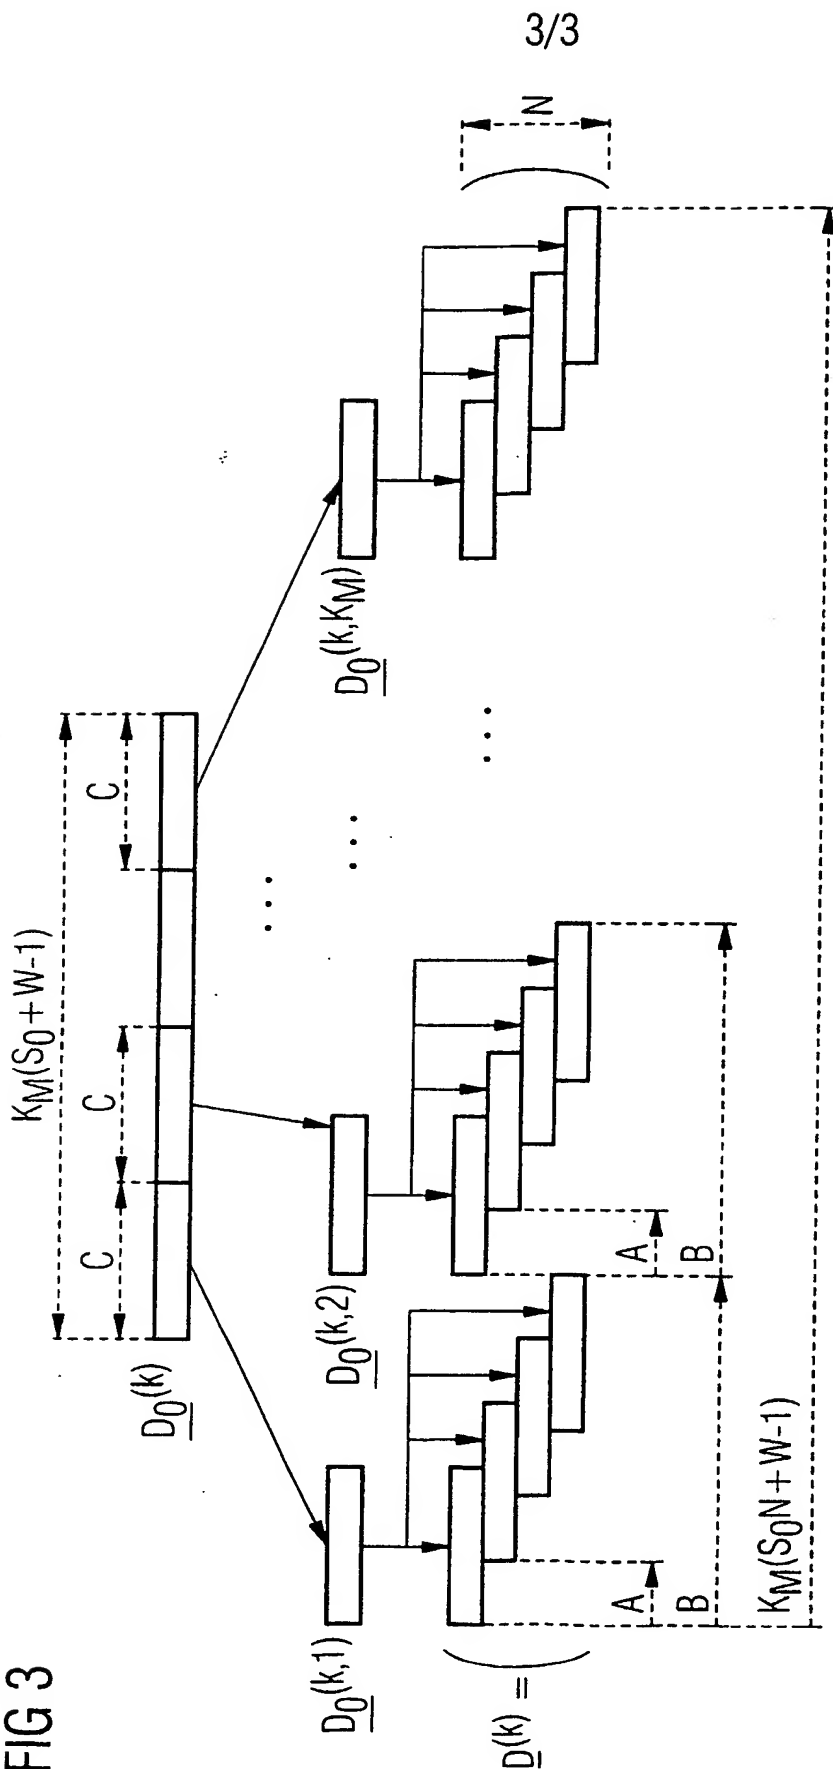 3/3
FIG 3
K_M(S_0+W-1)
C
C
C
D_0^(k)
D_0^(k,1)
D_0^(k,2)
D_0^(k,K_M)
...
...
...
N
D^(k) =
A
A
B
B
K_M(S_0N+W-1)